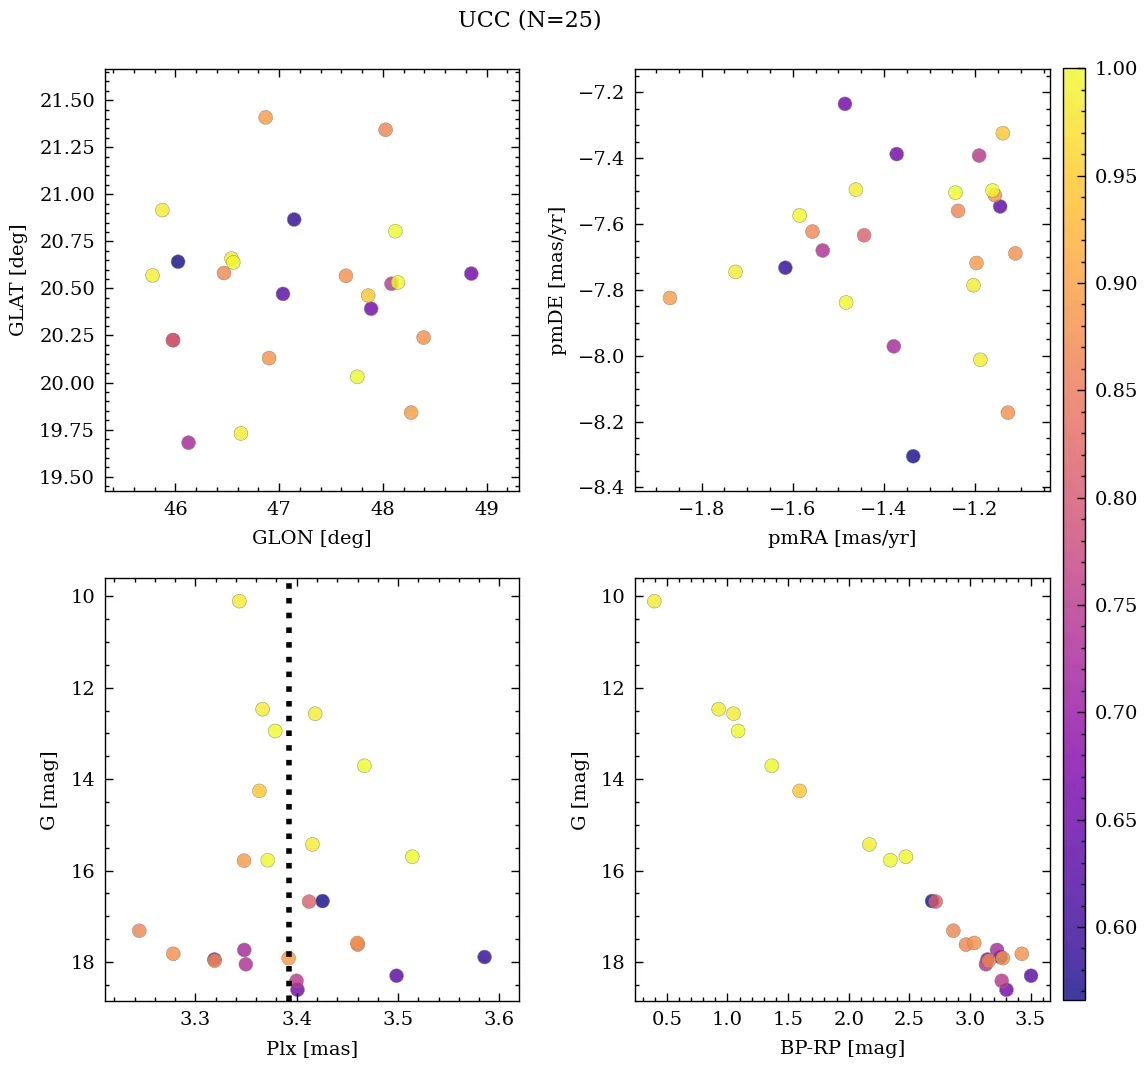 UCC (N=25)
21.50
21.25
21.00
20.75
20.50
20.25
20.00
19.75
19.50
GLAT [deg]
46 47 48 49
GLON [deg]
−7.2
−7.4
−7.6
−7.8
−8.0
−8.2
−8.4
pmDE [mas/yr]
−1.8 −1.6 −1.4 −1.2
pmRA [mas/yr]
10
12
14
16
18
G [mag]
3.3 3.4 3.5 3.6
Plx [mas]
10
12
14
16
18
G [mag]
0.5 1.0 1.5 2.0 2.5 3.0 3.5
BP-RP [mag]
1.00
0.95
0.90
0.85
0.80
0.75
0.70
0.65
0.60